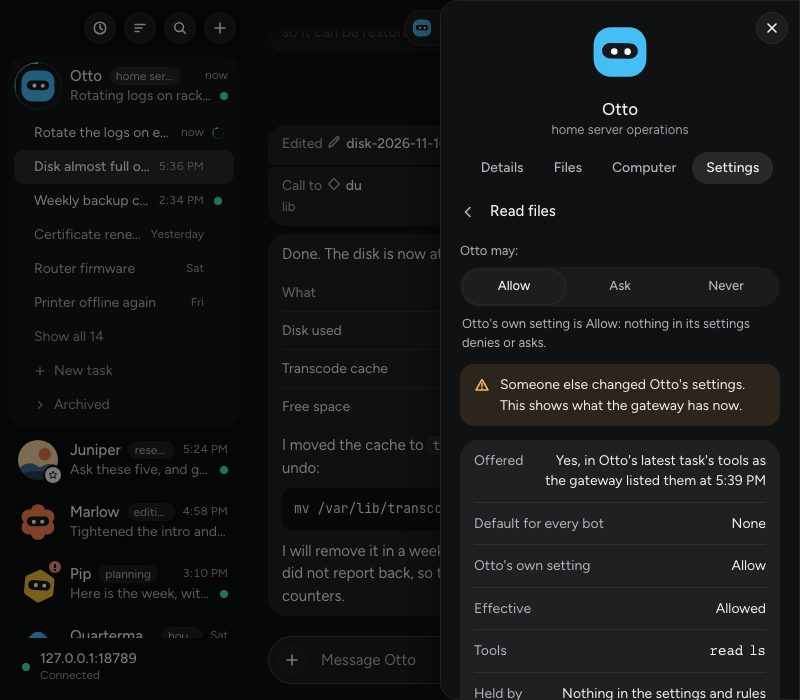 Otto home ser... now
Rotating logs on rack...
Rotate the logs on e... now
Disk almost full o... 5:36 PM
Weekly backup c... 2:34 PM
Certificate rene... Yesterday
Router firmware Sat
Printer offline again Fri
Show all 14
+ New task
Archived
Juniper rese... 5:24 PM
Ask these five, and g...
Marlow editi... 4:58 PM
Tightened the intro and...
Pip planning 3:10 PM
Here is the week, wit...
Quarterma hou... Sat
127.0.0.1:18789
Connected
so it can be resto
Edited disk-2026-11-1
Call to du
lib
Done. The disk is now at
What
Disk used
Transcode cache
Free space
I moved the cache to
undo:
mv /var/lib/transco
I will remove it in a week
did not report back, so t
counters.
Message Otto
Otto
home server operations
Details Files Computer Settings
Read files
Otto may:
Allow Ask Never
Otto's own setting is Allow: nothing in its settings
denies or asks.
Someone else changed Otto's settings.
This shows what the gateway has now.
Offered Yes, in Otto's latest task's tools as
the gateway listed them at 5:39 PM
Default for every bot None
Otto's own setting Allow
Effective Allowed
Tools read ls
Held by Nothing in the settings and rules